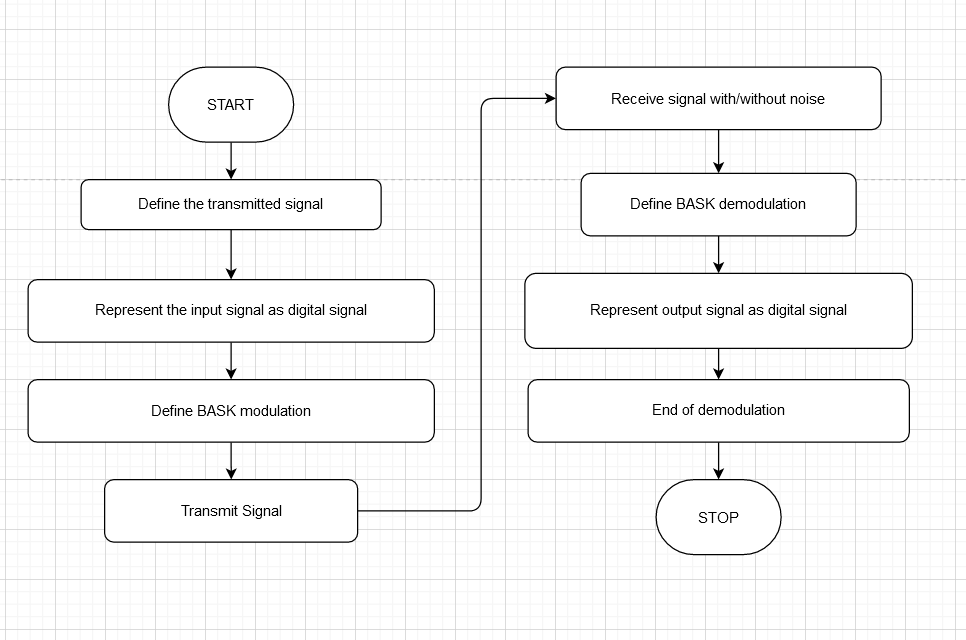 START
Define the transmitted signal
Represent the input signal as digital signal
Define BASK modulation
Transmit Signal
Receive signal with/without noise
Define BASK demodulation
Represent output signal as digital signal
End of demodulation
STOP